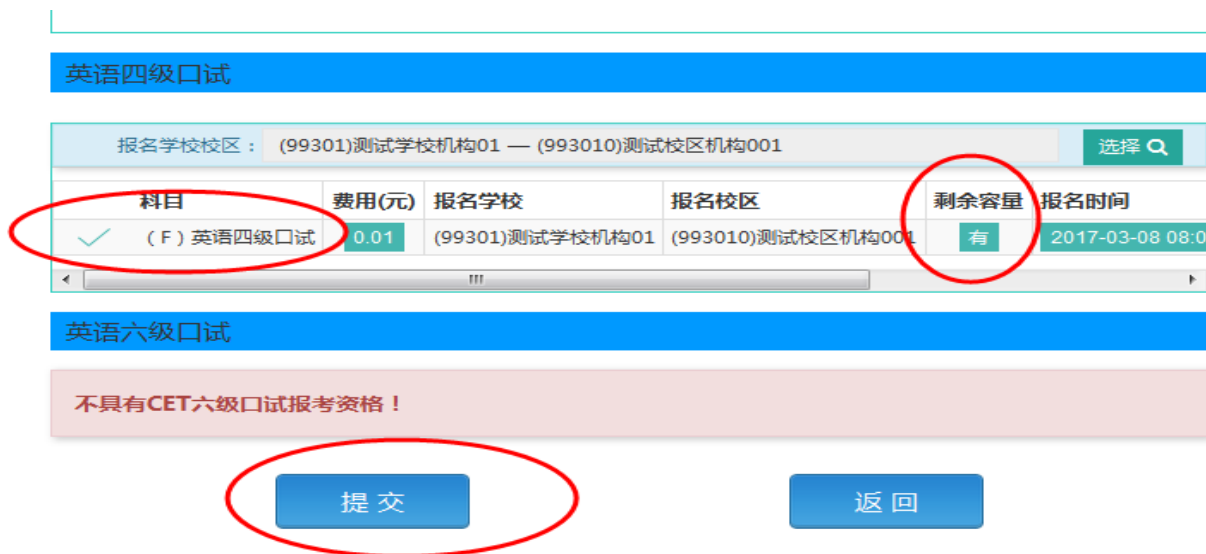 英语四级口试
报名学校校区： (99301)测试学校机构01 — (993010)测试校区机构001 选择
科目 费用(元) 报名学校 报名校区 剩余容量 报名时间
（F）英语四级口试 0.01 (99301)测试学校机构01 (993010)测试校区机构001 有 2017-03-08 08:0
英语六级口试
不具有CET六级口试报考资格！
提 交 返 回